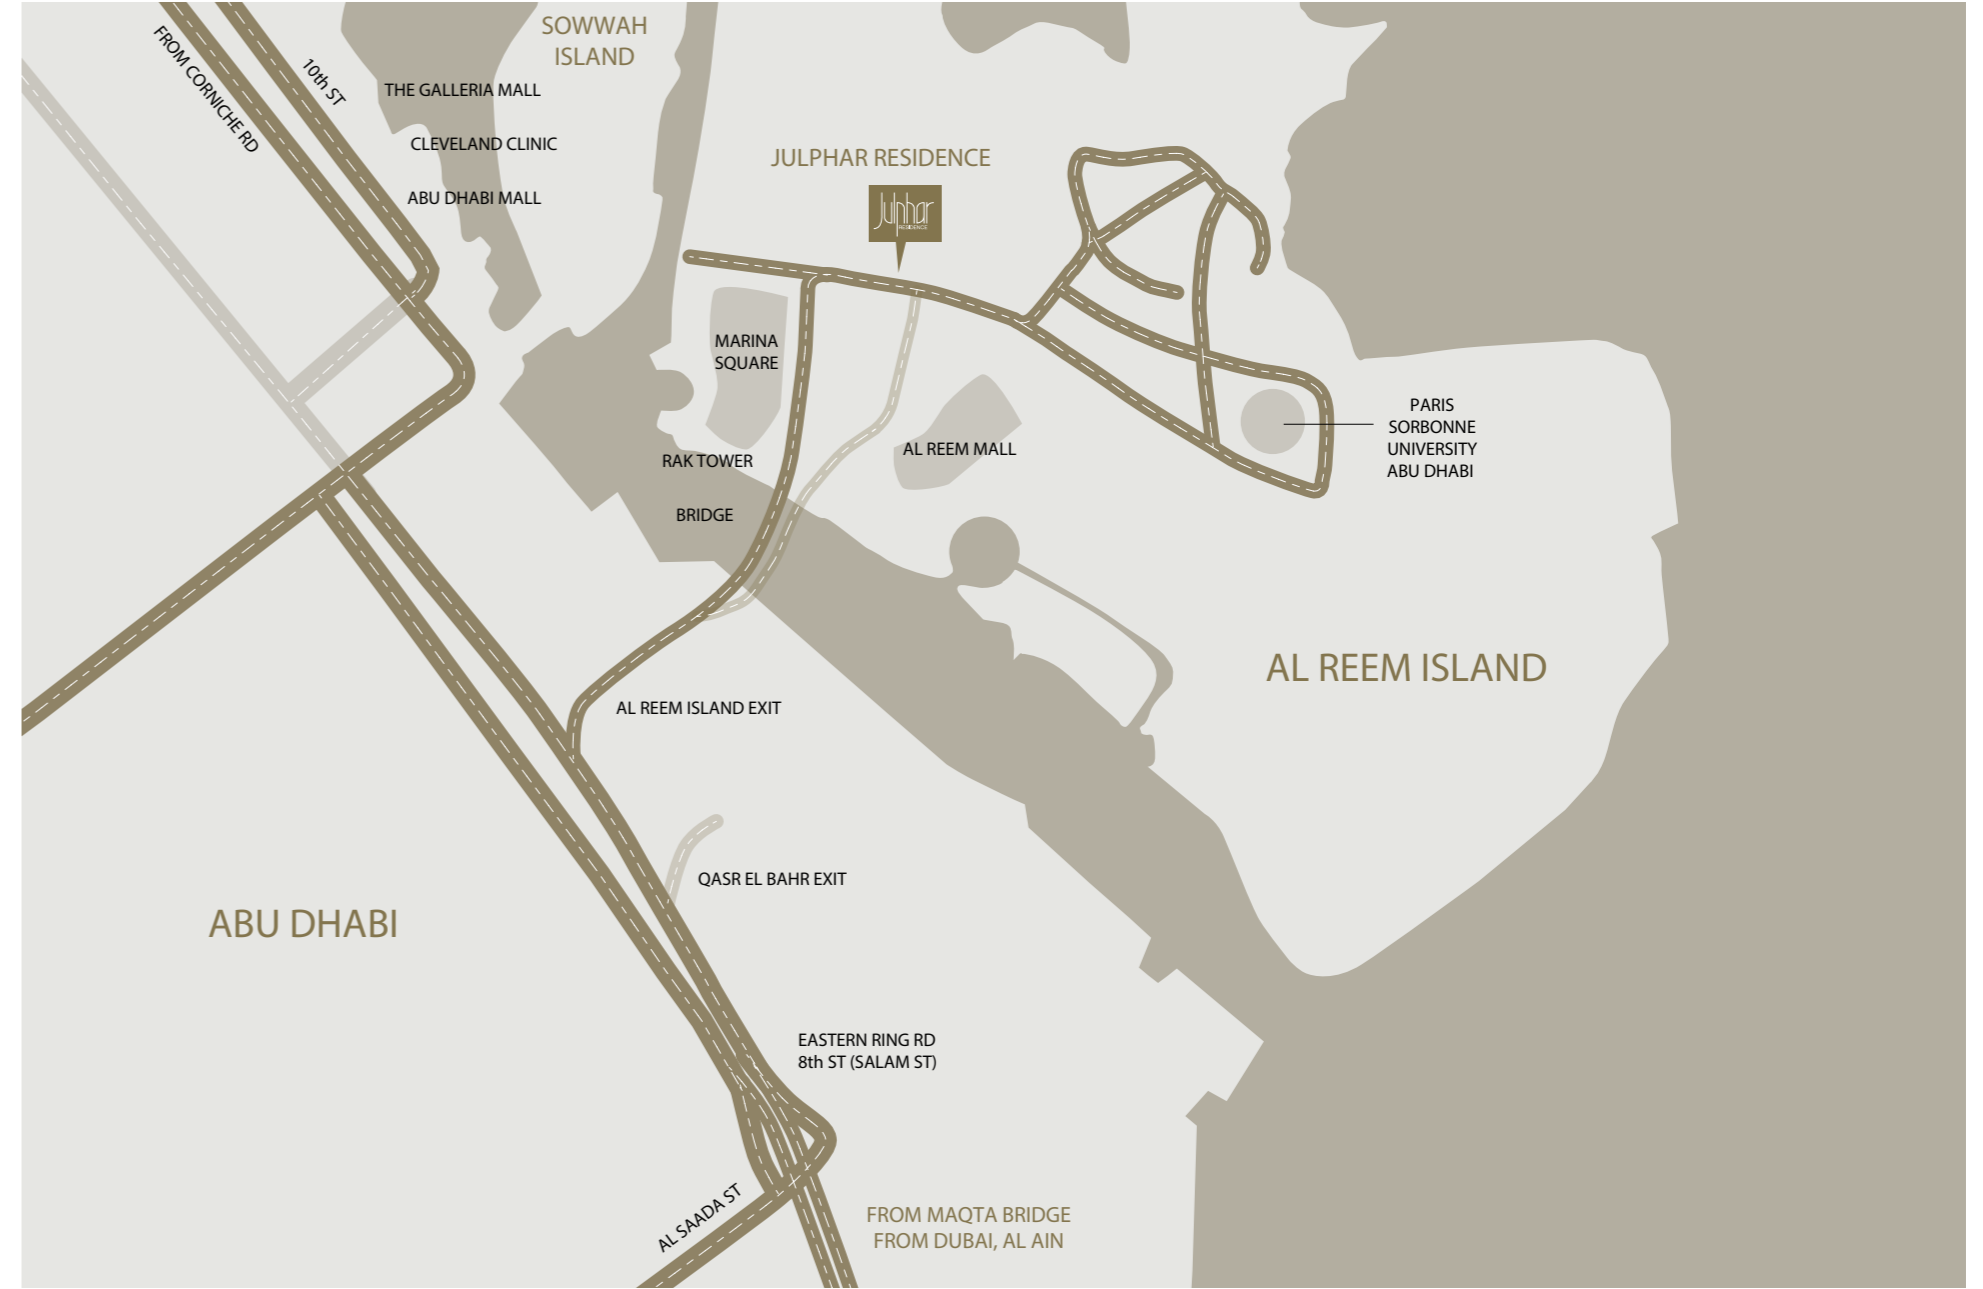 SOWWAH
ISLAND
FROM CORNICHE RD
10th ST
THE GALLERIA MALL
CLEVELAND CLINIC
ABU DHABI MALL
JULPHAR RESIDENCE
Julphar
RESIDENCE
MARINA
SQUARE
RAK TOWER
BRIDGE
AL REEM MALL
PARIS
SORBONNE
UNIVERSITY
ABU DHABI
AL REEM ISLAND
AL REEM ISLAND EXIT
QASR EL BAHR EXIT
ABU DHABI
EASTERN RING RD
8th ST (SALAM ST)
AL SAADA ST
FROM MAQTA BRIDGE
FROM DUBAI, AL AIN